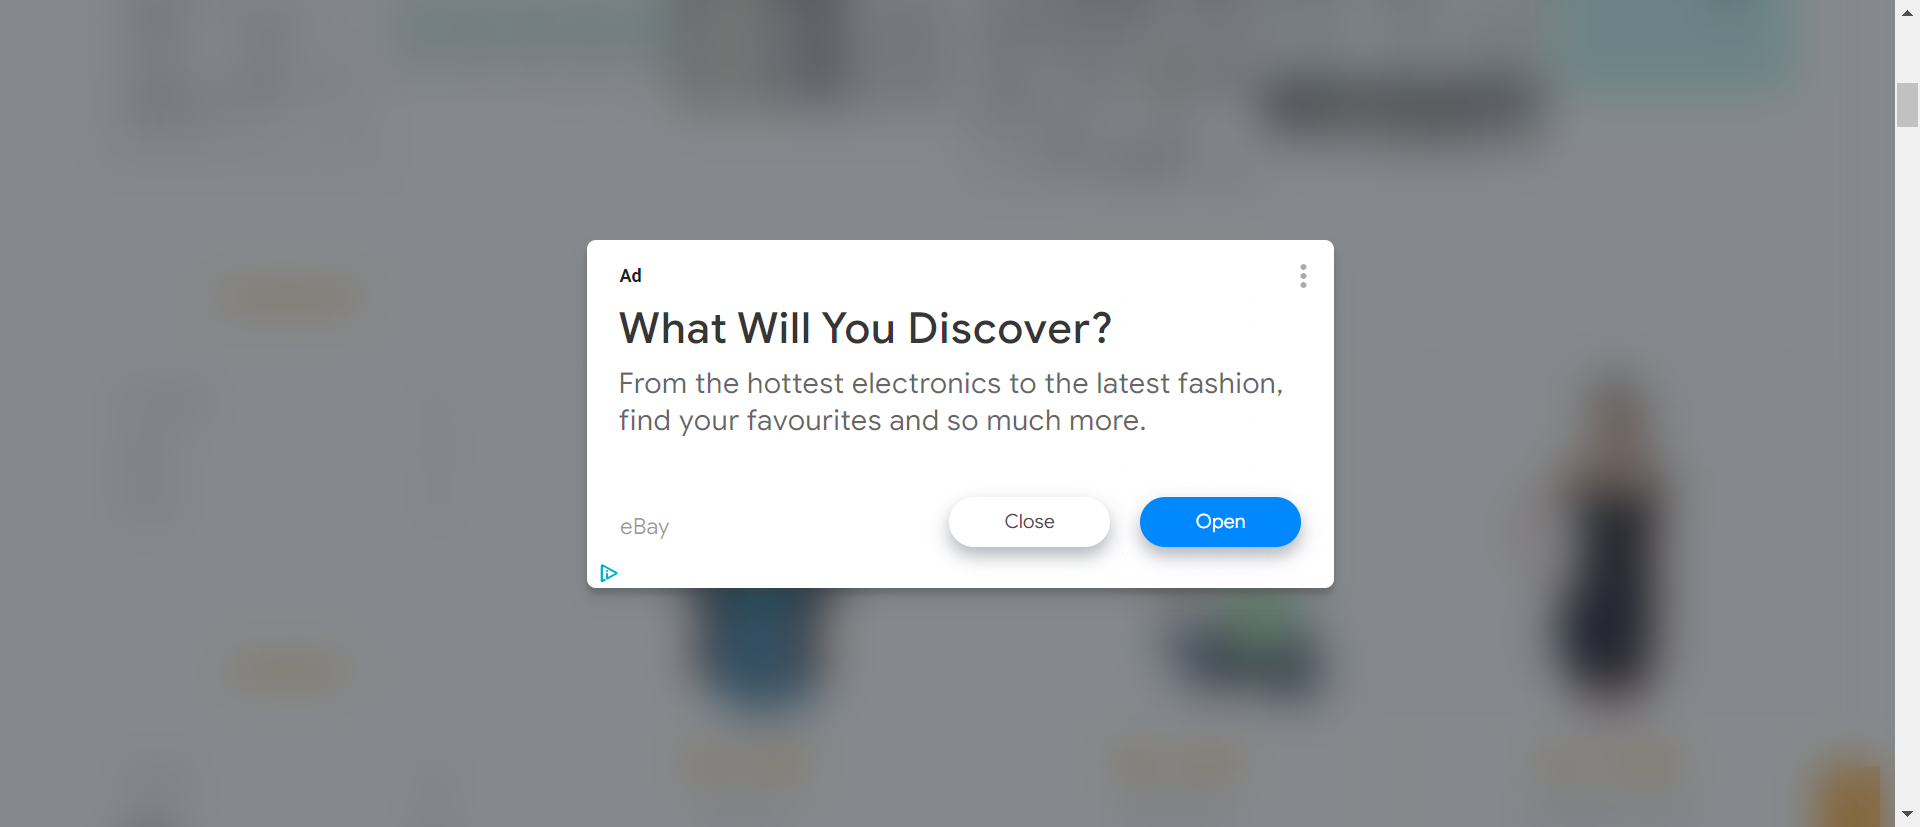 Ad
What Will You Discover?
From the hottest electronics to the latest fashion,
find your favourites and so much more.
eBay
Close
Open